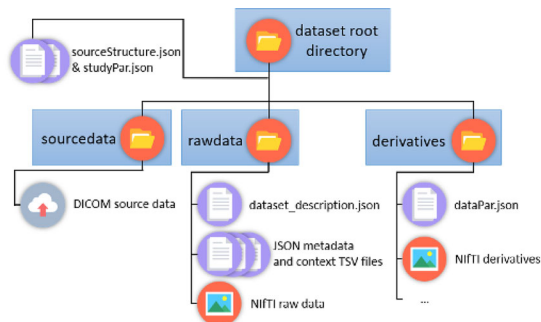 dataset root
directory
sourceStructure.json
& studyPar.json
sourcedata
rawdata
derivatives
DICOM source data
dataset_description.json
dataPar.json
JSON metadata
and context TSV files
NIfTI derivatives
NIfTI raw data
...